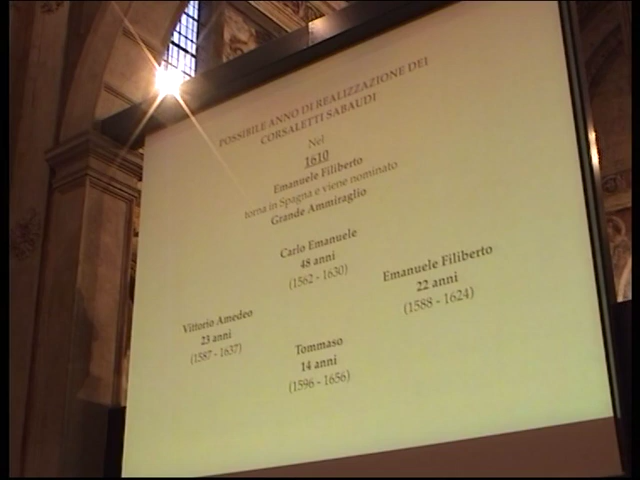 POSSIBILE ANNO DI REALIZZAZIONE DEI
CORSALETTI SABAUDI
Nel
1610
Emanuele Filiberto
torna in Spagna e viene nominato
Grande Ammiraglio
Carlo Emanuele
48 anni
(1562 - 1630)
Emanuele Filiberto
22 anni
(1588 - 1624)
Vittorio Amedeo
23 anni
(1587 - 1637)
Tommaso
14 anni
(1596 - 1656)